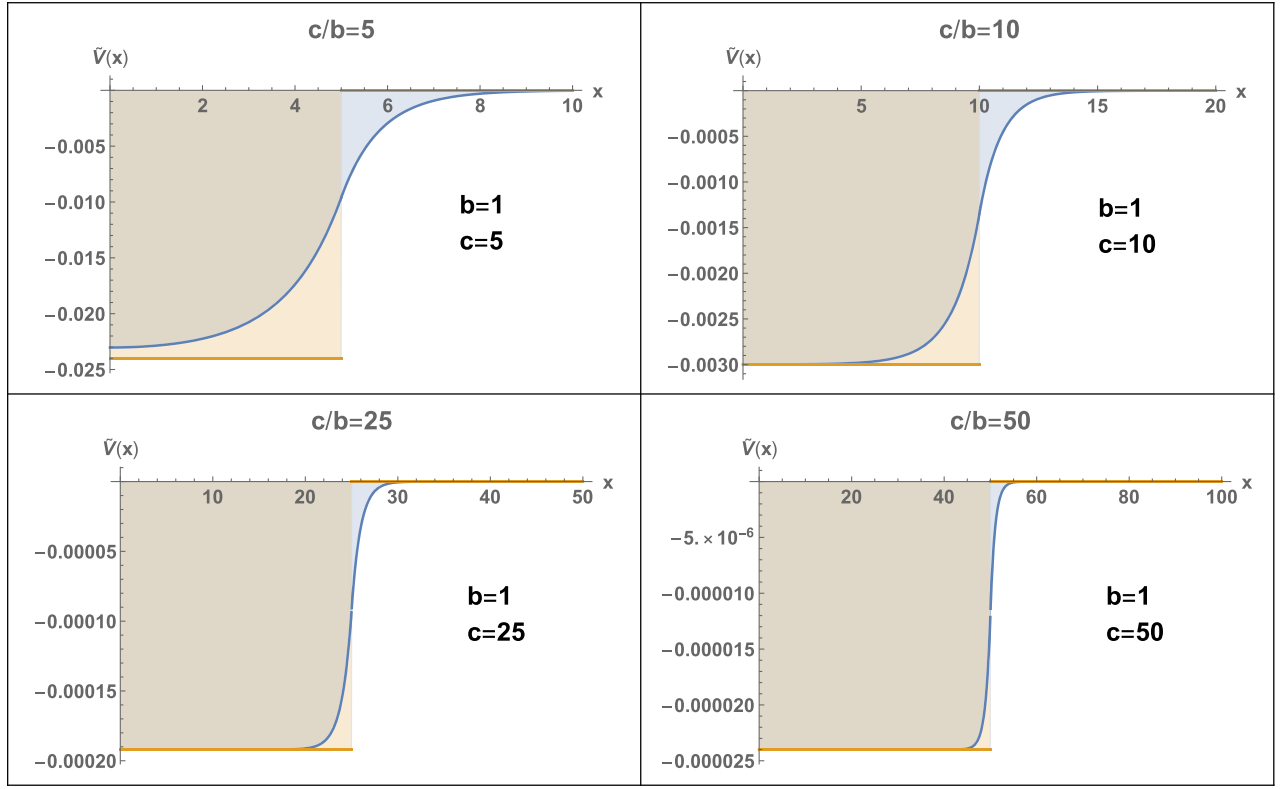 c/b=5
Ṽ(x)
2 4 6 8 10 x
−0.005
−0.010
−0.015
−0.020
−0.025
b=1
c=5
c/b=10
Ṽ(x)
5 10 15 20 x
−0.0005
−0.0010
−0.0015
−0.0020
−0.0025
−0.0030
b=1
c=10
c/b=25
Ṽ(x)
10 20 30 40 50 x
−0.00005
−0.00010
−0.00015
−0.00020
b=1
c=25
c/b=50
Ṽ(x)
20 40 60 80 100 x
−5.×10⁻⁶
−0.000010
−0.000015
−0.000020
−0.000025
b=1
c=50